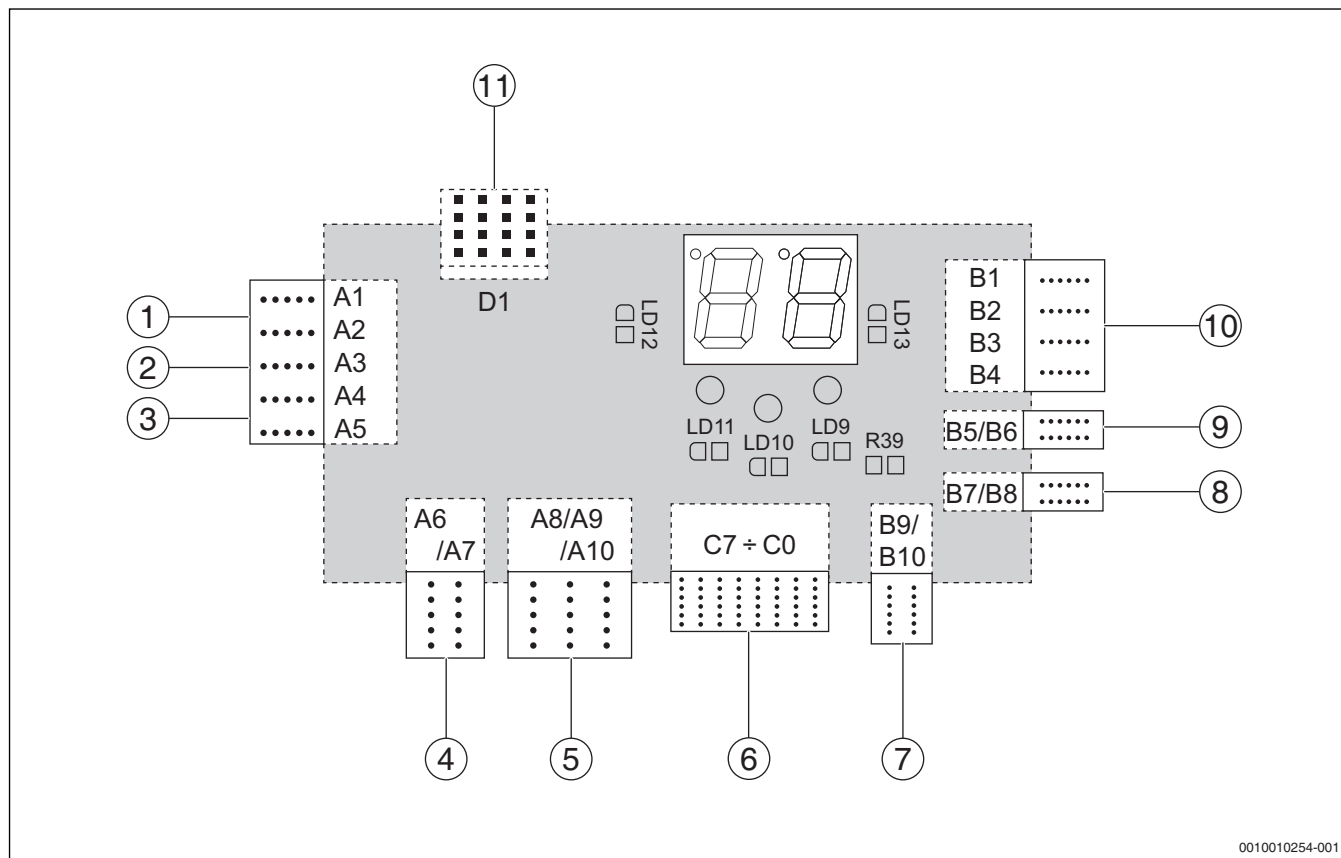 11
D1
LD12
LD13
1
2
3
A1
A2
A3
A4
A5
B1
B2
B3
B4
10
LD11
LD10
LD9
R39
B5/B6
9
B7/B8
8
A6
/A7
A8/A9
/A10
C7 ÷ C0
B9/
B10
4
5
6
7
0010010254-001